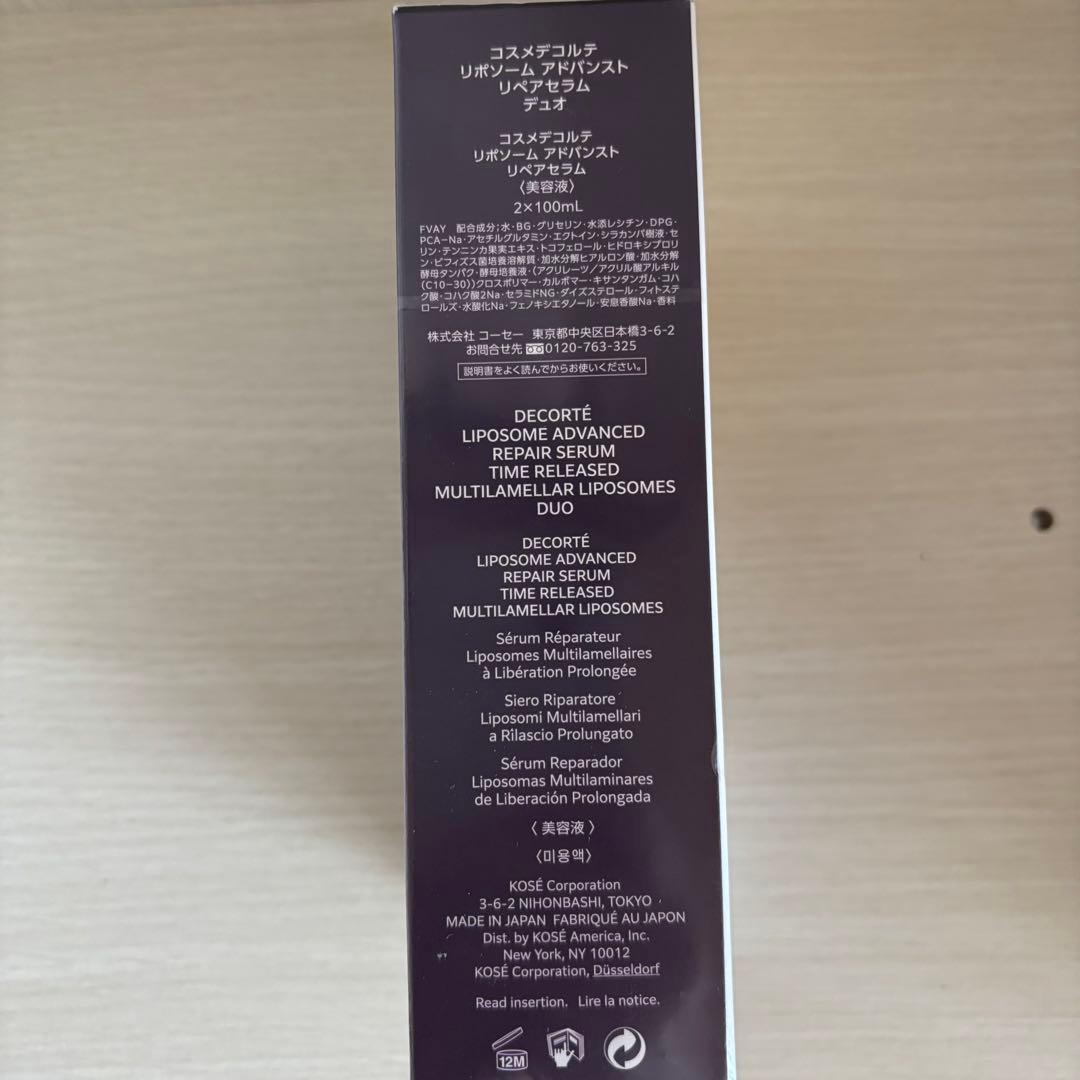 コスメデコルテ
リポソーム アドバンスト
リペアセラム
デュオ
コスメデコルテ
リポソーム アドバンスト
リペアセラム
〈美容液〉
2×100mL
FVAY 配合成分;水・BG・グリセリン・水添レシチン・DPG・
PCA-Na・アセチルグルタミン・エクトイン・シラカンバ樹液・セ
リン・テンニンカ果実エキス・トコフェロール・ヒドロキシプロリ
ン・ビフィズス菌培養溶解質・加水分解ヒアルロン酸・加水分解
酵母タンパク・酵母培養液・(アクリレーツ/アクリル酸アルキル
(C10-30))クロスポリマー・カルボマー・キサンタンガム・コハ
ク酸・コハク酸2Na・セラミドNG・ダイズステロール・フィトステ
ロールズ・水酸化Na・フェノキシエタノール・安息香酸Na・香料
株式会社 コーセー 東京都中央区日本橋3-6-2
お問合せ先 0120-763-325
説明書をよく読んでからお使いください。
DECORTÉ
LIPOSOME ADVANCED
REPAIR SERUM
TIME RELEASED
MULTILAMELLAR LIPOSOMES
DUO
DECORTÉ
LIPOSOME ADVANCED
REPAIR SERUM
TIME RELEASED
MULTILAMELLAR LIPOSOMES
Sérum Réparateur
Liposomes Multilamellaires
à Libération Prolongée
Siero Riparatore
Liposomi Multilamellari
a Rilascio Prolungato
Sérum Reparador
Liposomas Multilaminares
de Liberación Prolongada
〈 美容液 〉
〈미용액〉
KOSÉ Corporation
3-6-2 NIHONBASHI, TOKYO
MADE IN JAPAN FABRIQUÉ AU JAPON
Dist. by KOSÉ America, Inc.
New York, NY 10012
KOSÉ Corporation, Düsseldorf
Read insertion. Lire la notice.
12M